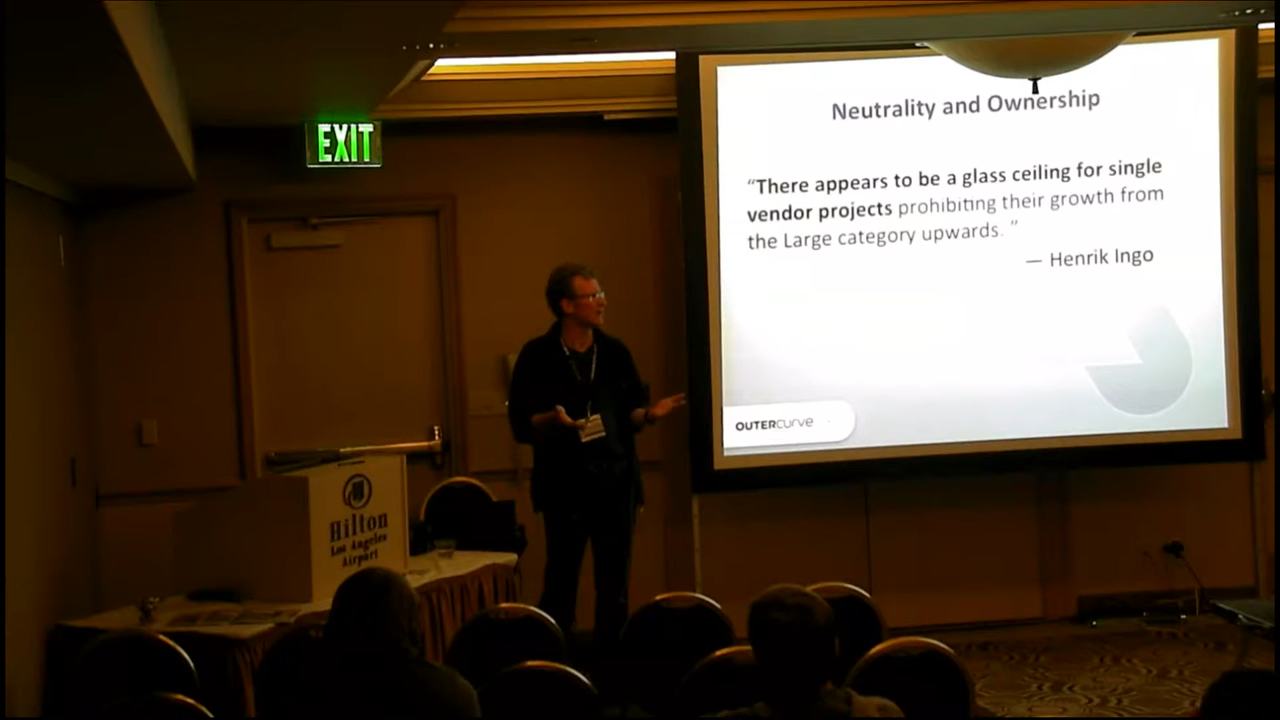 EXIT
Neutrality and Ownership
“There appears to be a glass ceiling for single
vendor projects prohibiting their growth from
the Large category upwards. ”
— Henrik Ingo
OUTERCURVE
Hilton
Los Angeles
Airport